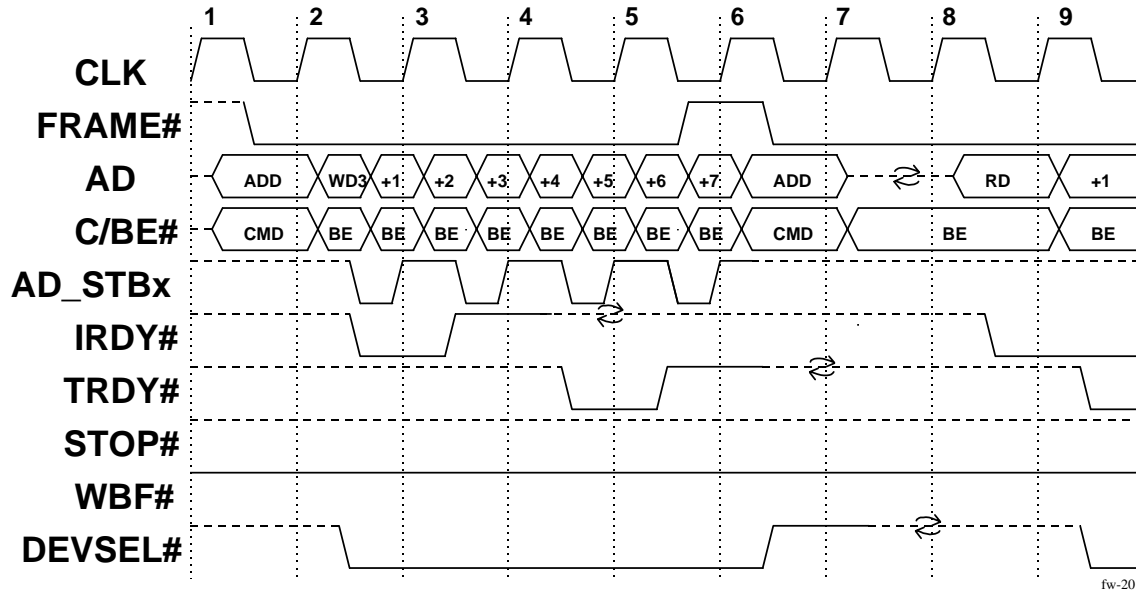 1 2 3 4 5 6 7 8 9
CLK
FRAME#
AD ADD WD3 +1 +2 +3 +4 +5 +6 +7 ADD RD +1
C/BE# CMD BE BE BE BE BE BE BE BE CMD BE BE
AD_STBx
IRDY#
TRDY#
STOP#
WBF#
DEVSEL#
fw-20